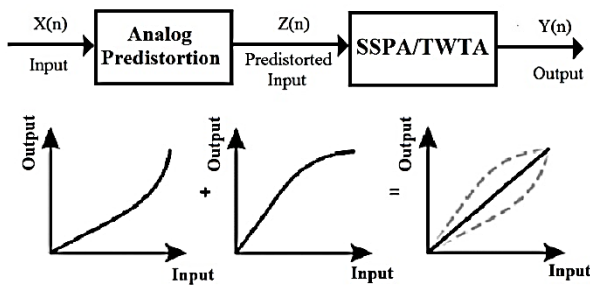 X(n)
Input
Analog
Predistortion
Z(n)
Predistorted
Input
SSPA/TWTA
Y(n)
Output
Output
Input
+
Output
Input
=
Output
Input